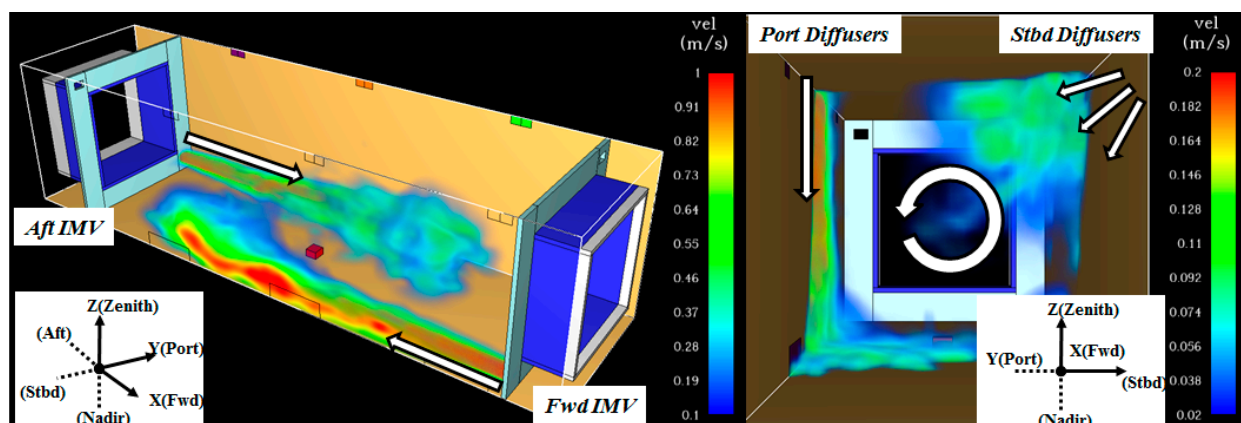 vel
(m/s)
1
0.91
0.82
0.73
0.64
0.55
0.46
0.37
0.28
0.19
0.1
Aft IMV
Fwd IMV
Z(Zenith)
(Aft)
Y(Port)
(Stbd)
X(Fwd)
(Nadir)
Port Diffusers
Stbd Diffusers
vel
(m/s)
0.2
0.182
0.164
0.146
0.128
0.11
0.092
0.074
0.056
0.038
0.02
Z(Zenith)
Y(Port)
X(Fwd)
(Stbd)
(Nadir)